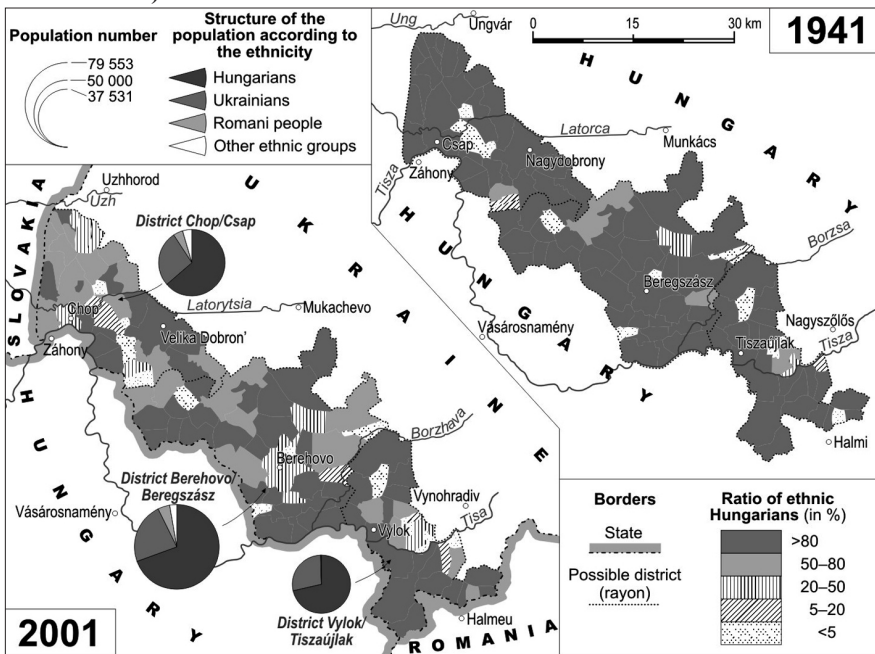 Population number
79 553
50 000
37 531
Structure of the
population according to
the ethnicity
Hungarians
Ukrainians
Romani people
Other ethnic groups
1941
0 15 30 km
Ung
Ungvár
HUNGARY
Latorca
Munkács
Csap
Záhony
Tisza
Nagydobrony
HUNGARY
Borzsa
Beregszász
Vásárosnamény
Nagyszőlős
Tisza
Tiszaújlak
Halmi
SLOVAKIA
Uzhhorod
Uzh
UKRAINE
District Chop/Csap
Latorytsia
Mukachevo
Chop
Velika Dobron'
Záhony
HUNGARY
Borzhava
Berehovo
District Berehovo/
Beregszász
Vásárosnamény
Vynohradiv
Tisa
Vylok
District Vylok/
Tiszaújlak
Halmeu
ROMANIA
2001
Borders
State
Possible district
(rayon)
Ratio of ethnic
Hungarians (in %)
>80
50–80
20–50
5–20
<5